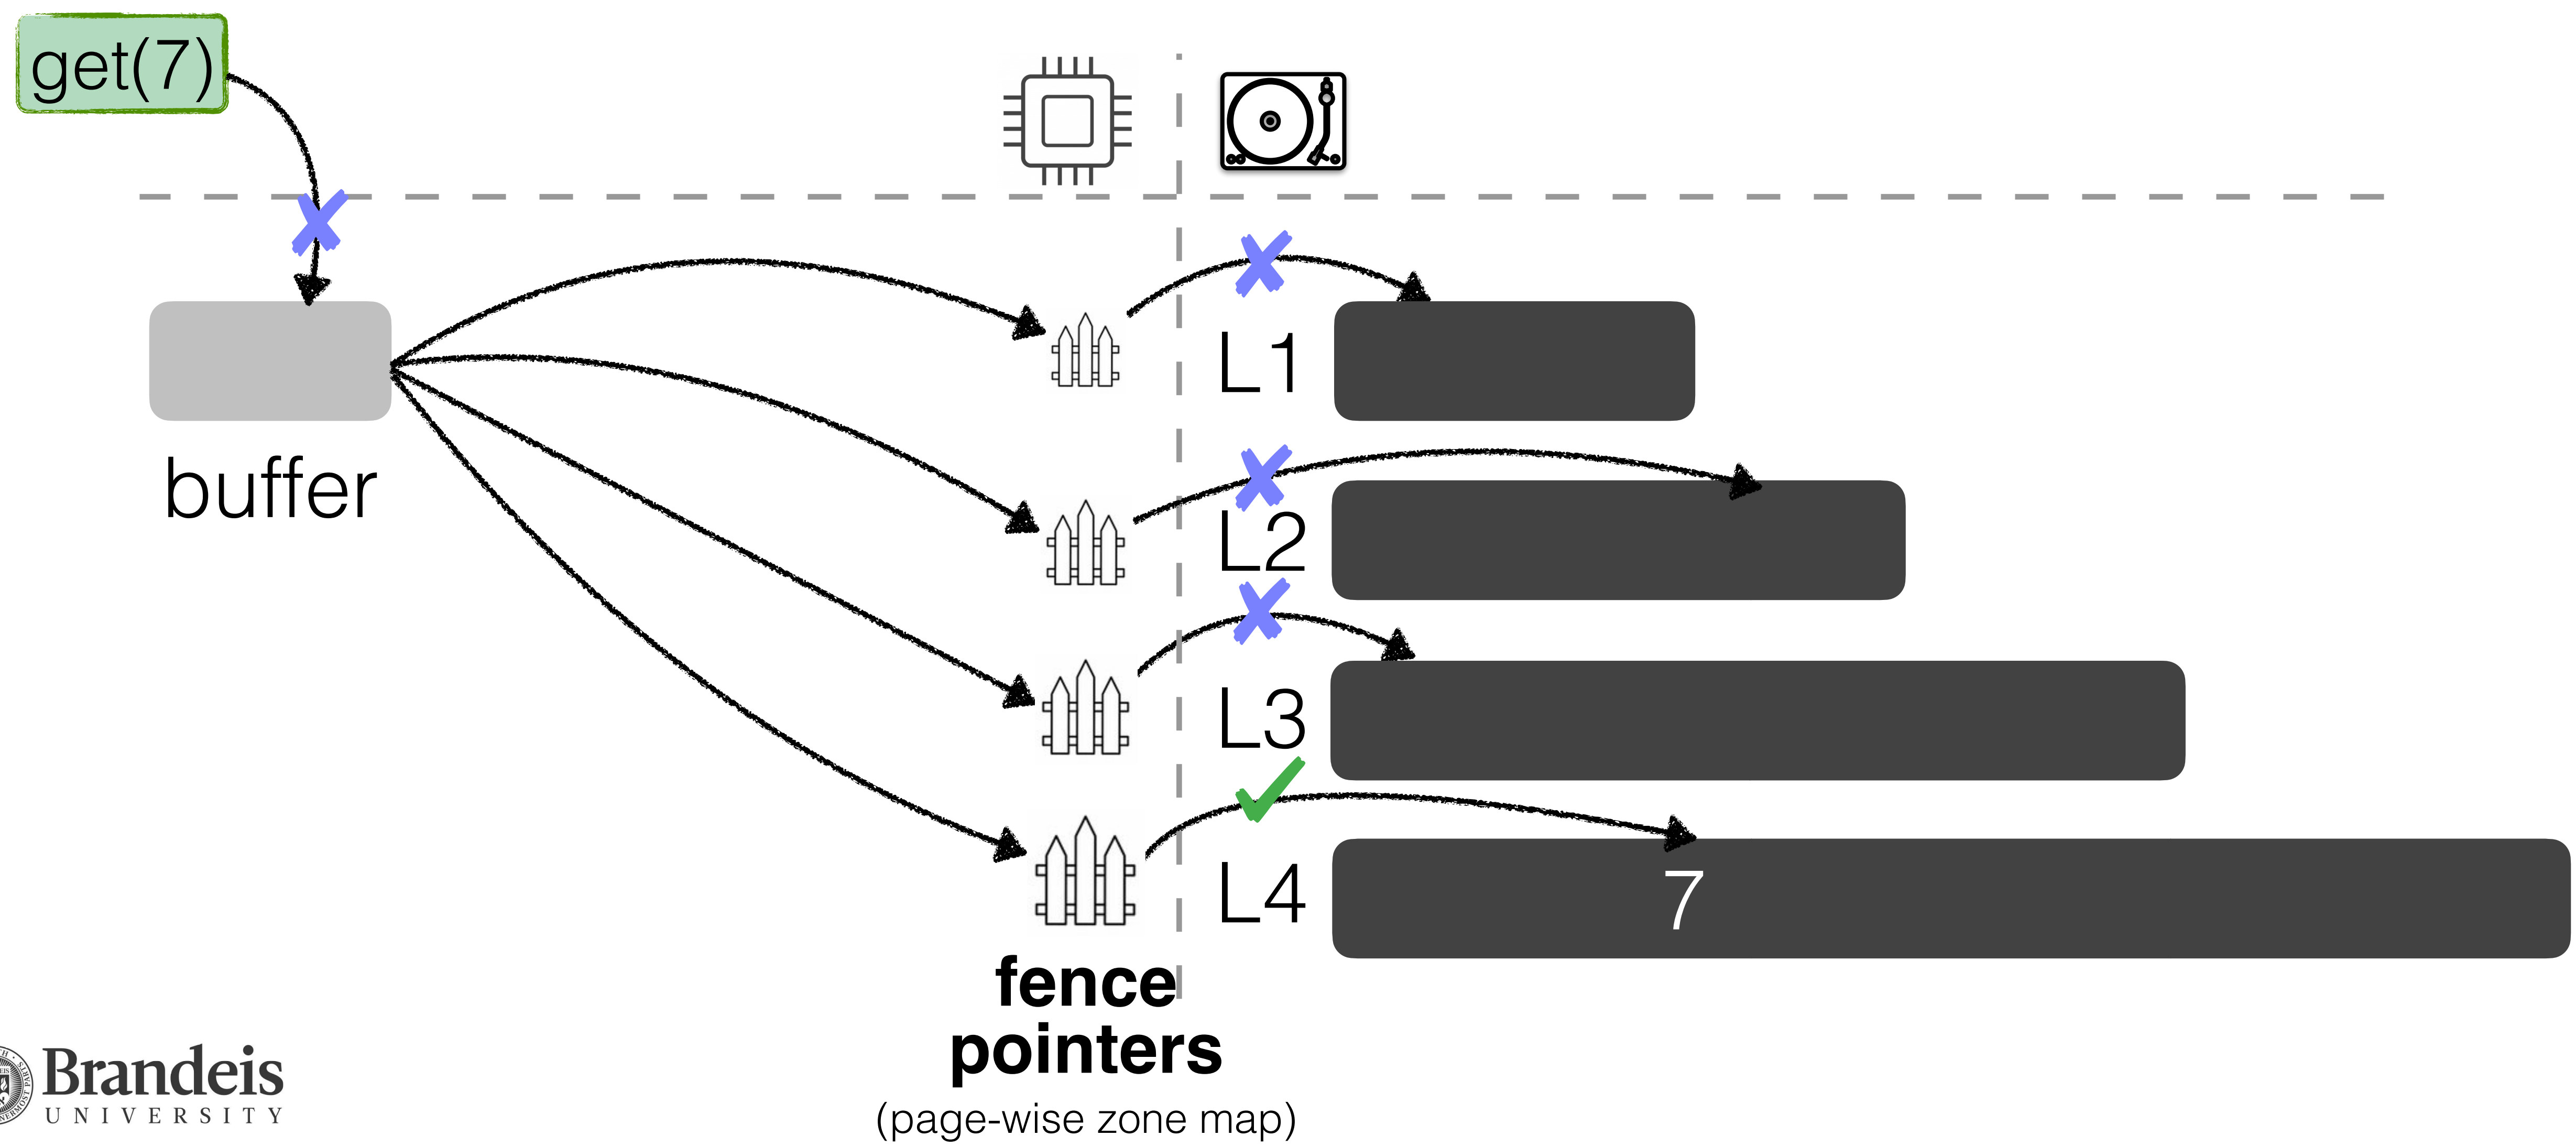 get(7)
buffer
L1
L2
L3
L4
7
fence
pointers
(page-wise zone map)
Brandeis
UNIVERSITY